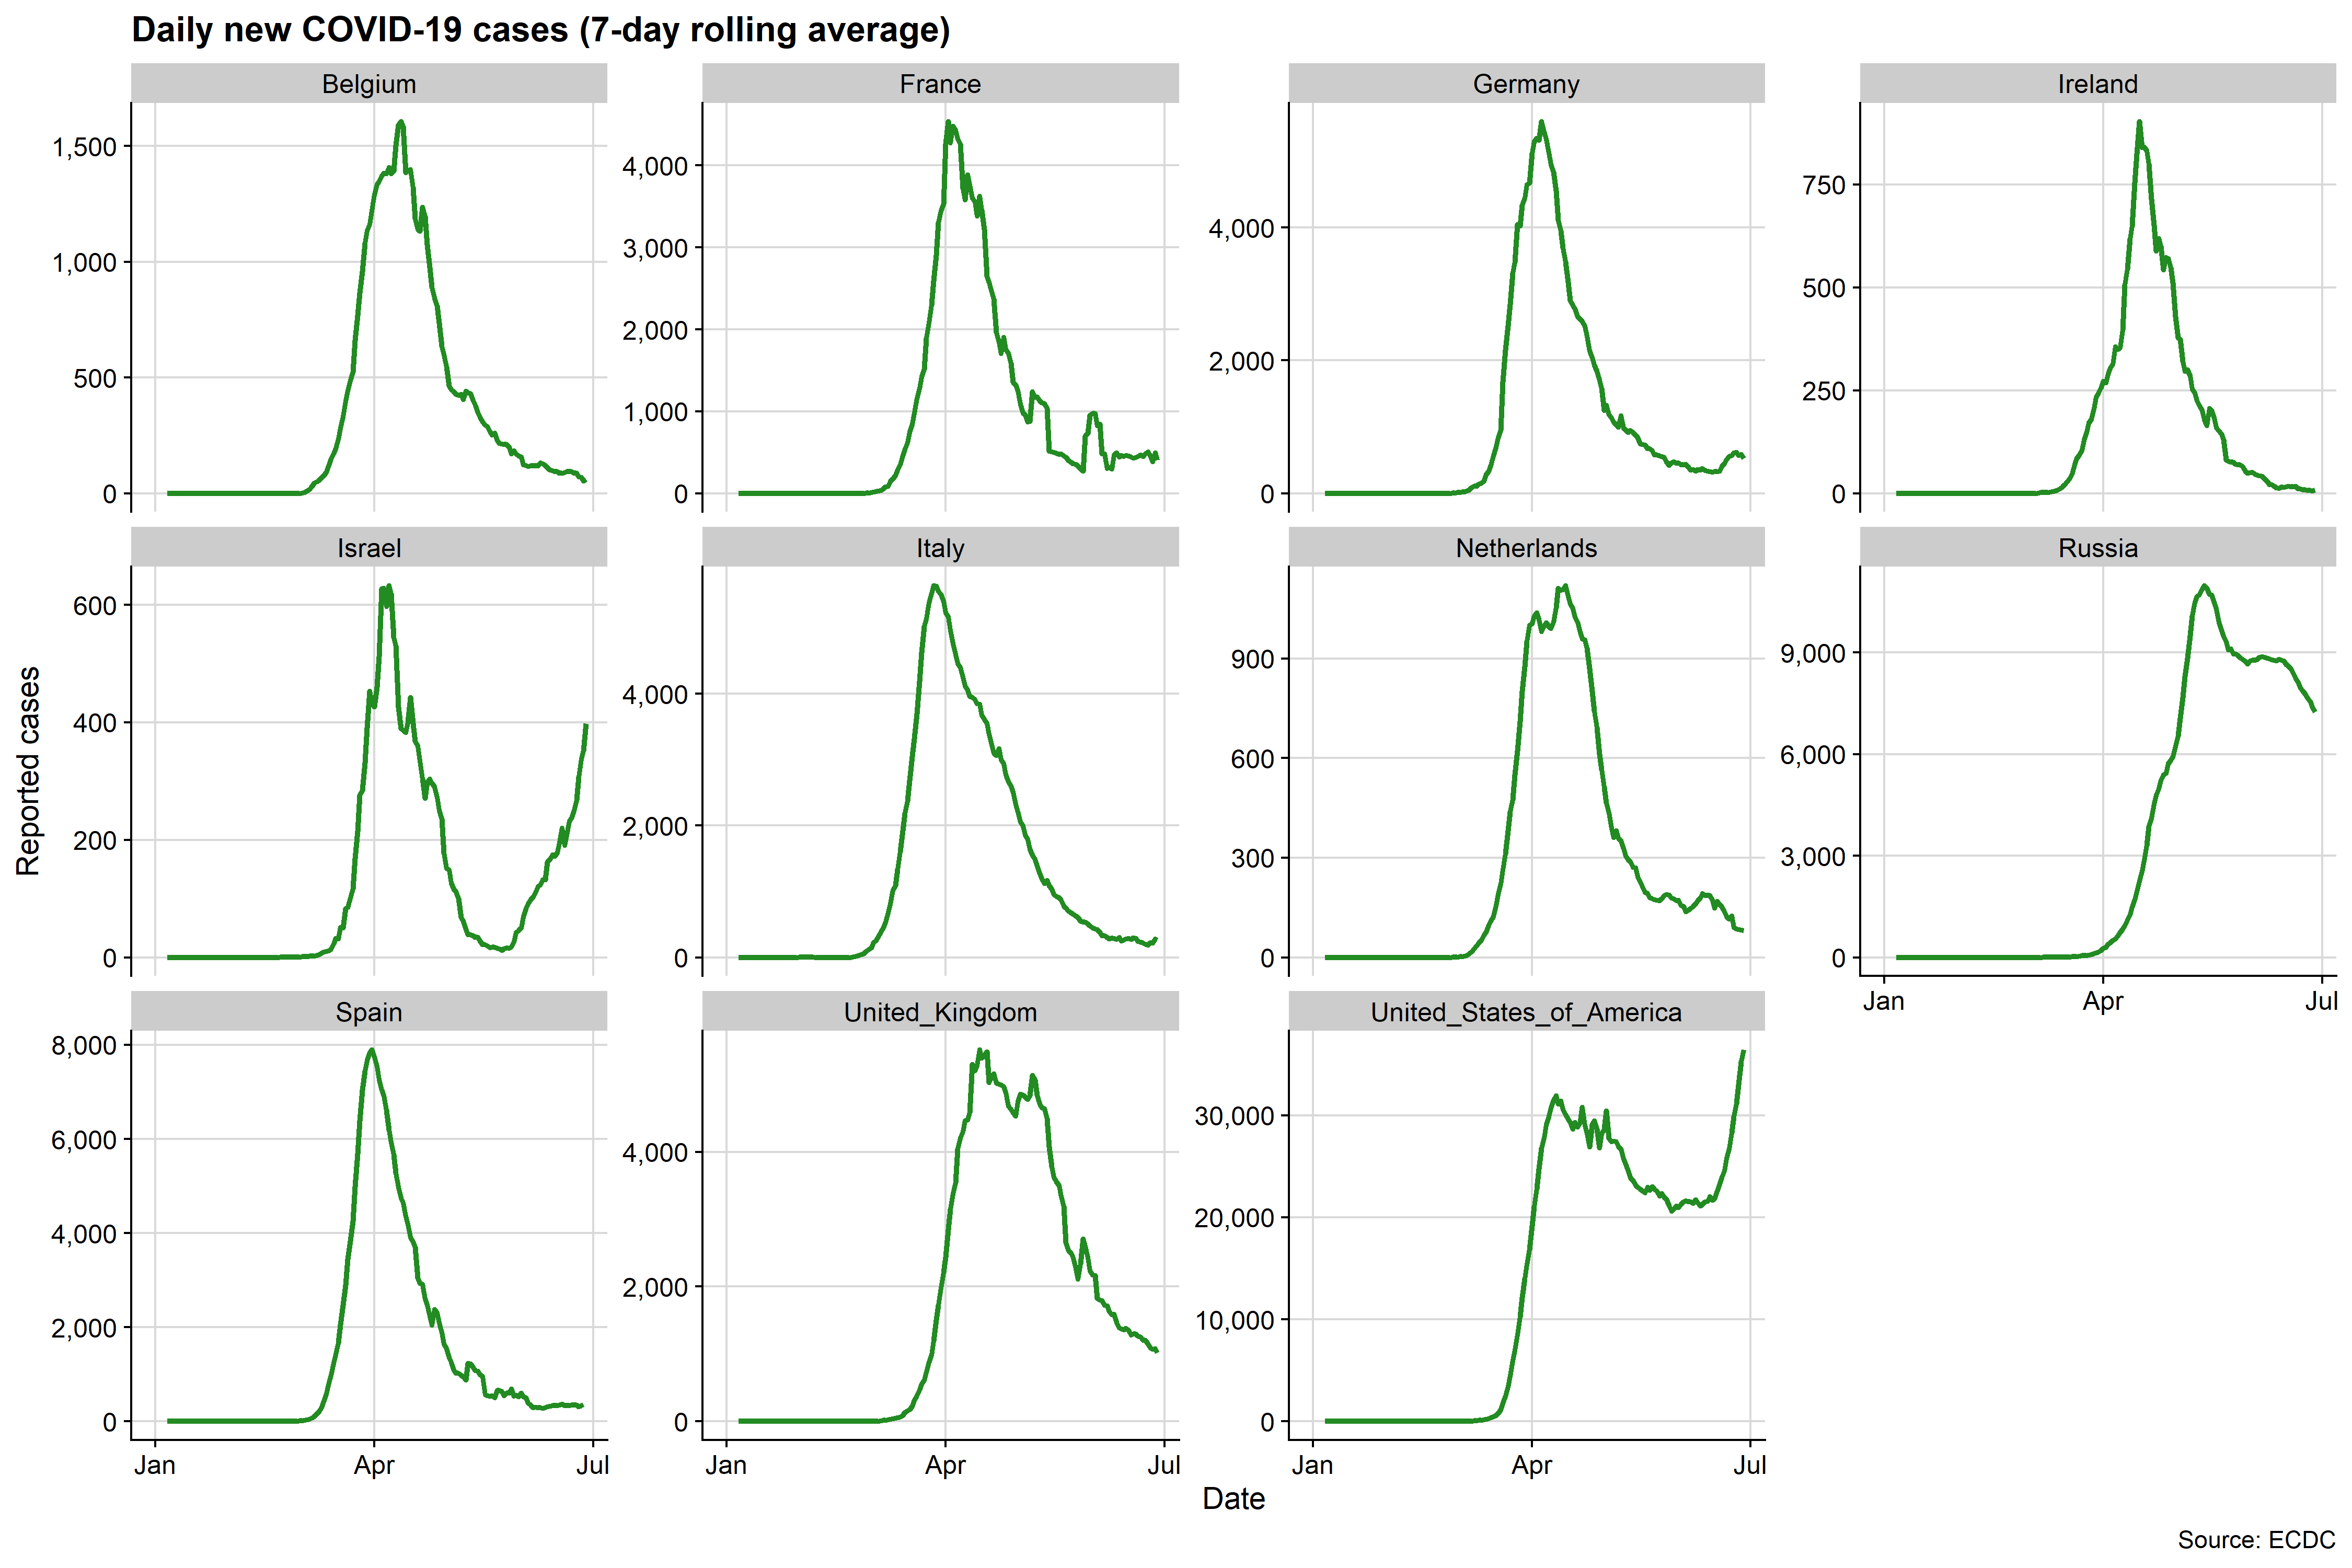 Daily new COVID-19 cases (7-day rolling average)
Belgium
France
Germany
Ireland
1,500
1,000
500
0
4,000
3,000
2,000
1,000
0
4,000
2,000
0
750
500
250
0
Israel
Italy
Netherlands
Russia
600
400
200
0
4,000
2,000
0
900
600
300
0
9,000
6,000
3,000
0
Jan Apr Jul
Spain
United_Kingdom
United_States_of_America
8,000
6,000
4,000
2,000
0
4,000
2,000
0
30,000
20,000
10,000
0
Jan Apr Jul
Jan Apr Jul
Jan Apr Jul
Reported cases
Date
Source: ECDC